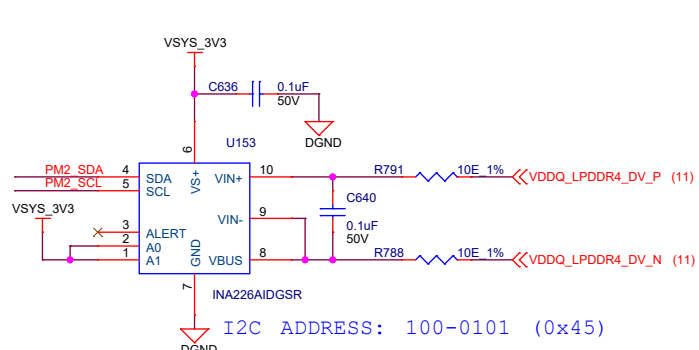 VSYS_3V3
C636
0.1uF
50V
DGND
U153
6
PM2_SDA
4
SDA
VS+
VIN+
10
R791
10E_1%
VDDQ_LPDDR4_DV_P (11)
PM2_SCL
5
SCL
C640
VSYS_3V3
VIN-
9
0.1uF
50V
3
ALERT
2
A0
GND
1
A1
VBUS
8
R788
10E_1%
VDDQ_LPDDR4_DV_N (11)
7
INA226AIDGSR
I2C ADDRESS: 100-0101 (0x45)
DGND